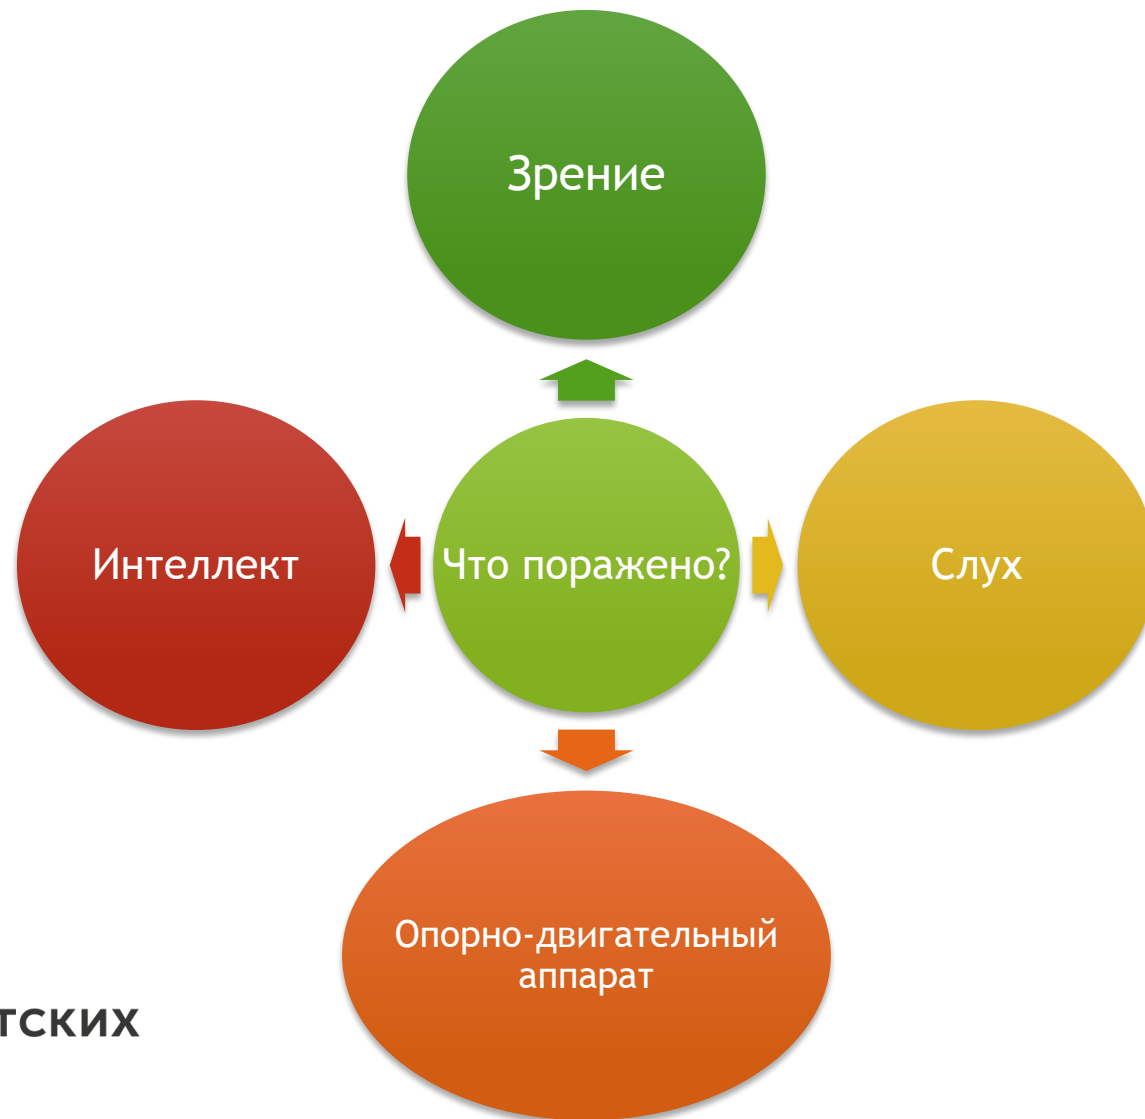 Зрение
Интеллект
Что поражено?
Слух
Опорно-двигательный
аппарат
тских